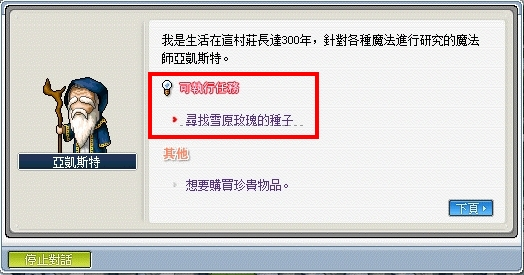 我是生活在這村莊長達300年，針對各種魔法進行研究的魔法
師亞凱斯特。
可執行任務
尋找雪原玫瑰的種子
亞凱斯特
其他
想要購買珍貴物品。
下頁
停止對話